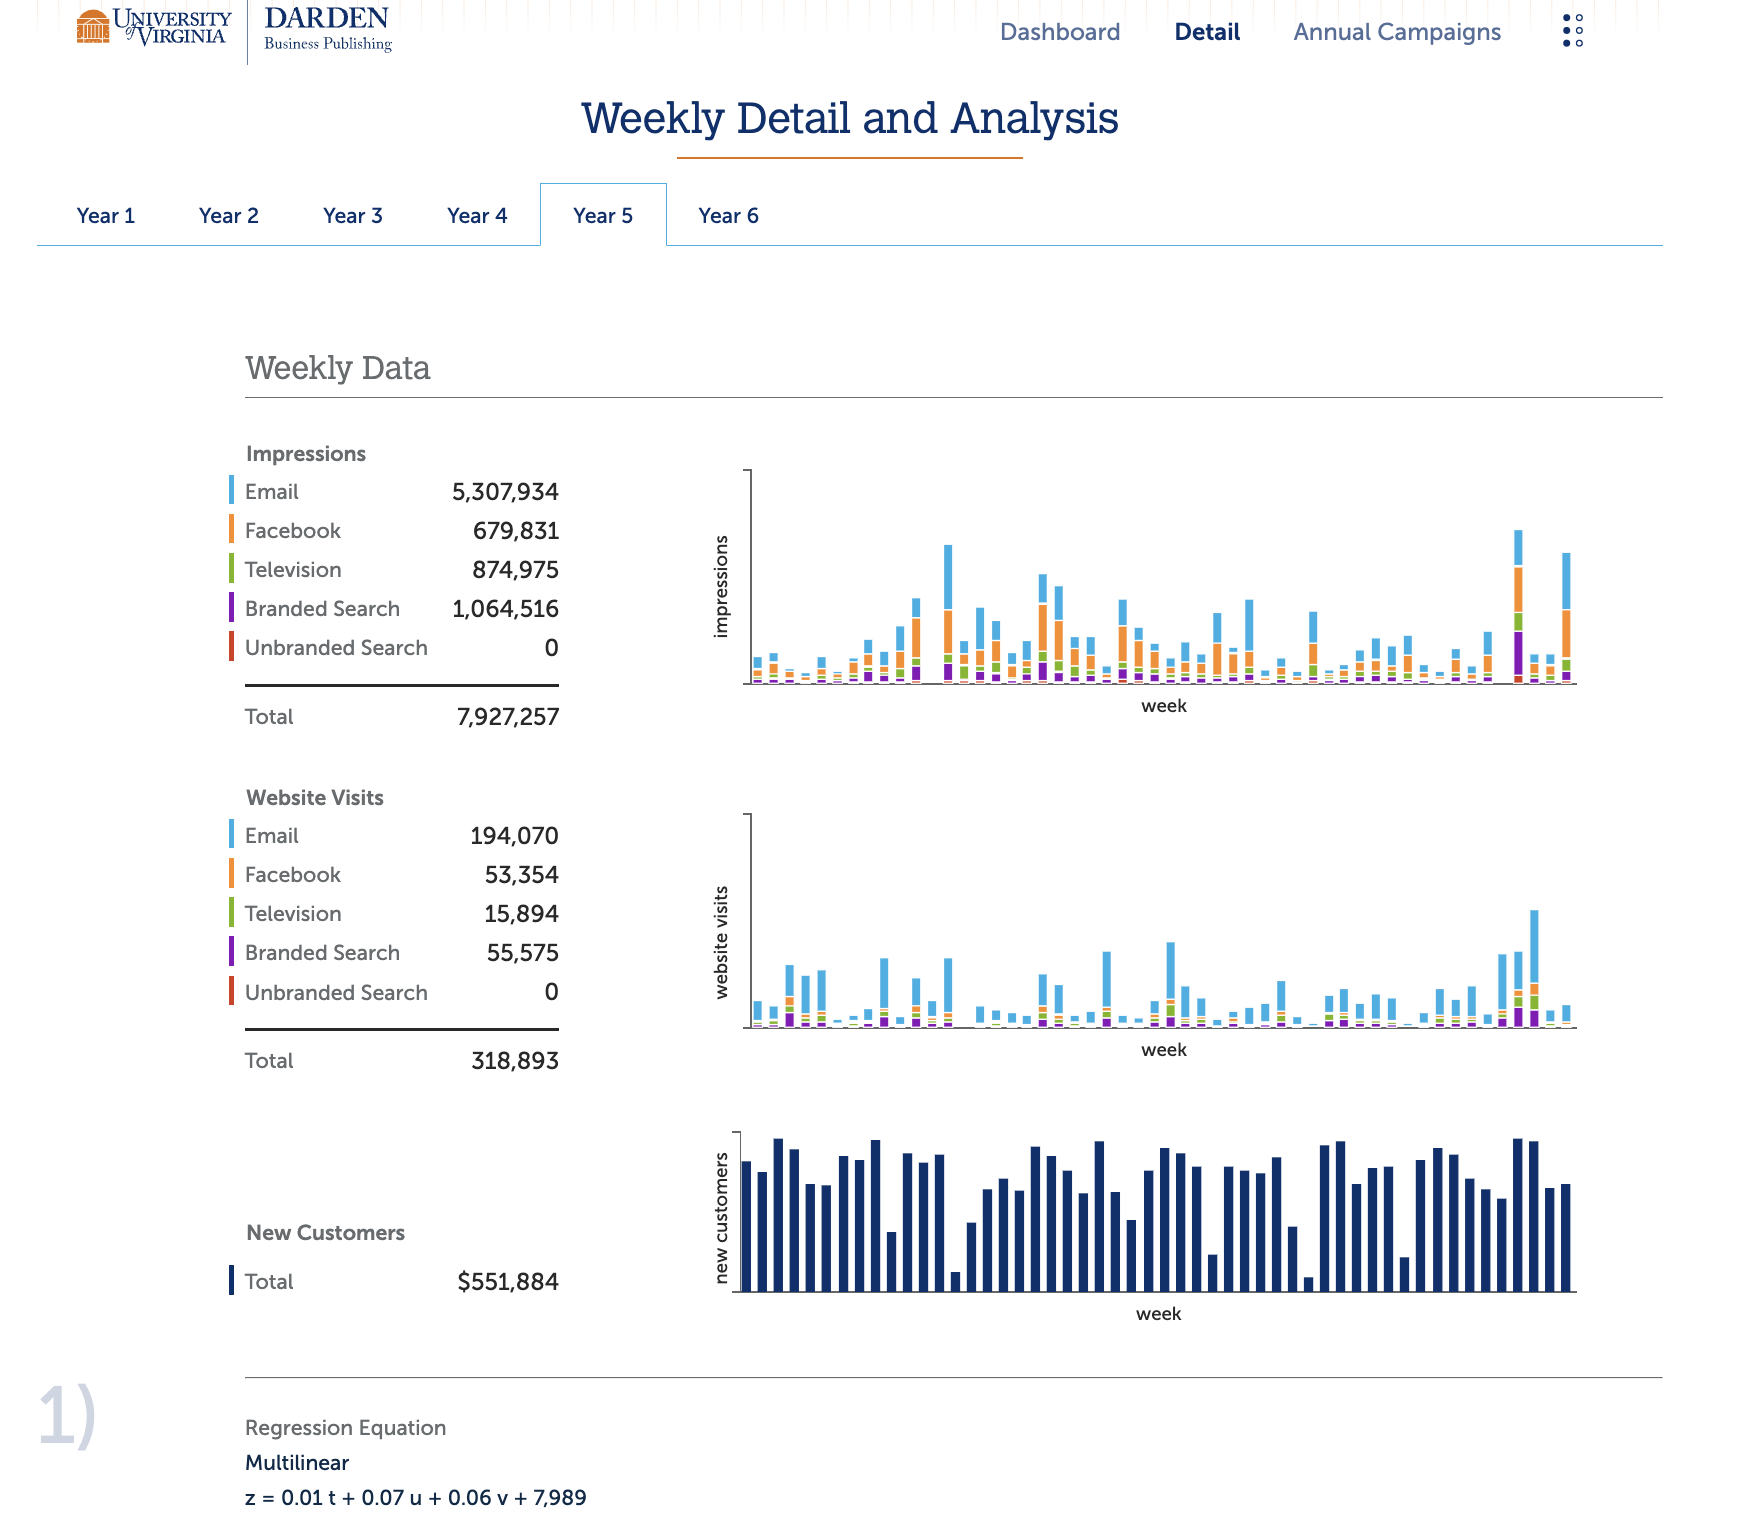 UNIVERSITY of VIRGINIA
DARDEN
Business Publishing
Dashboard
Detail
Annual Campaigns
Weekly Detail and Analysis
Year 1
Year 2
Year 3
Year 4
Year 5
Year 6
Weekly Data
Impressions
Email 5,307,934
Facebook 679,831
Television 874,975
Branded Search 1,064,516
Unbranded Search 0
Total 7,927,257
impressions
week
Website Visits
Email 194,070
Facebook 53,354
Television 15,894
Branded Search 55,575
Unbranded Search 0
Total 318,893
website visits
week
New Customers
Total $551,884
new customers
week
1)
Regression Equation
Multilinear
z = 0.01 t + 0.07 u + 0.06 v + 7,989